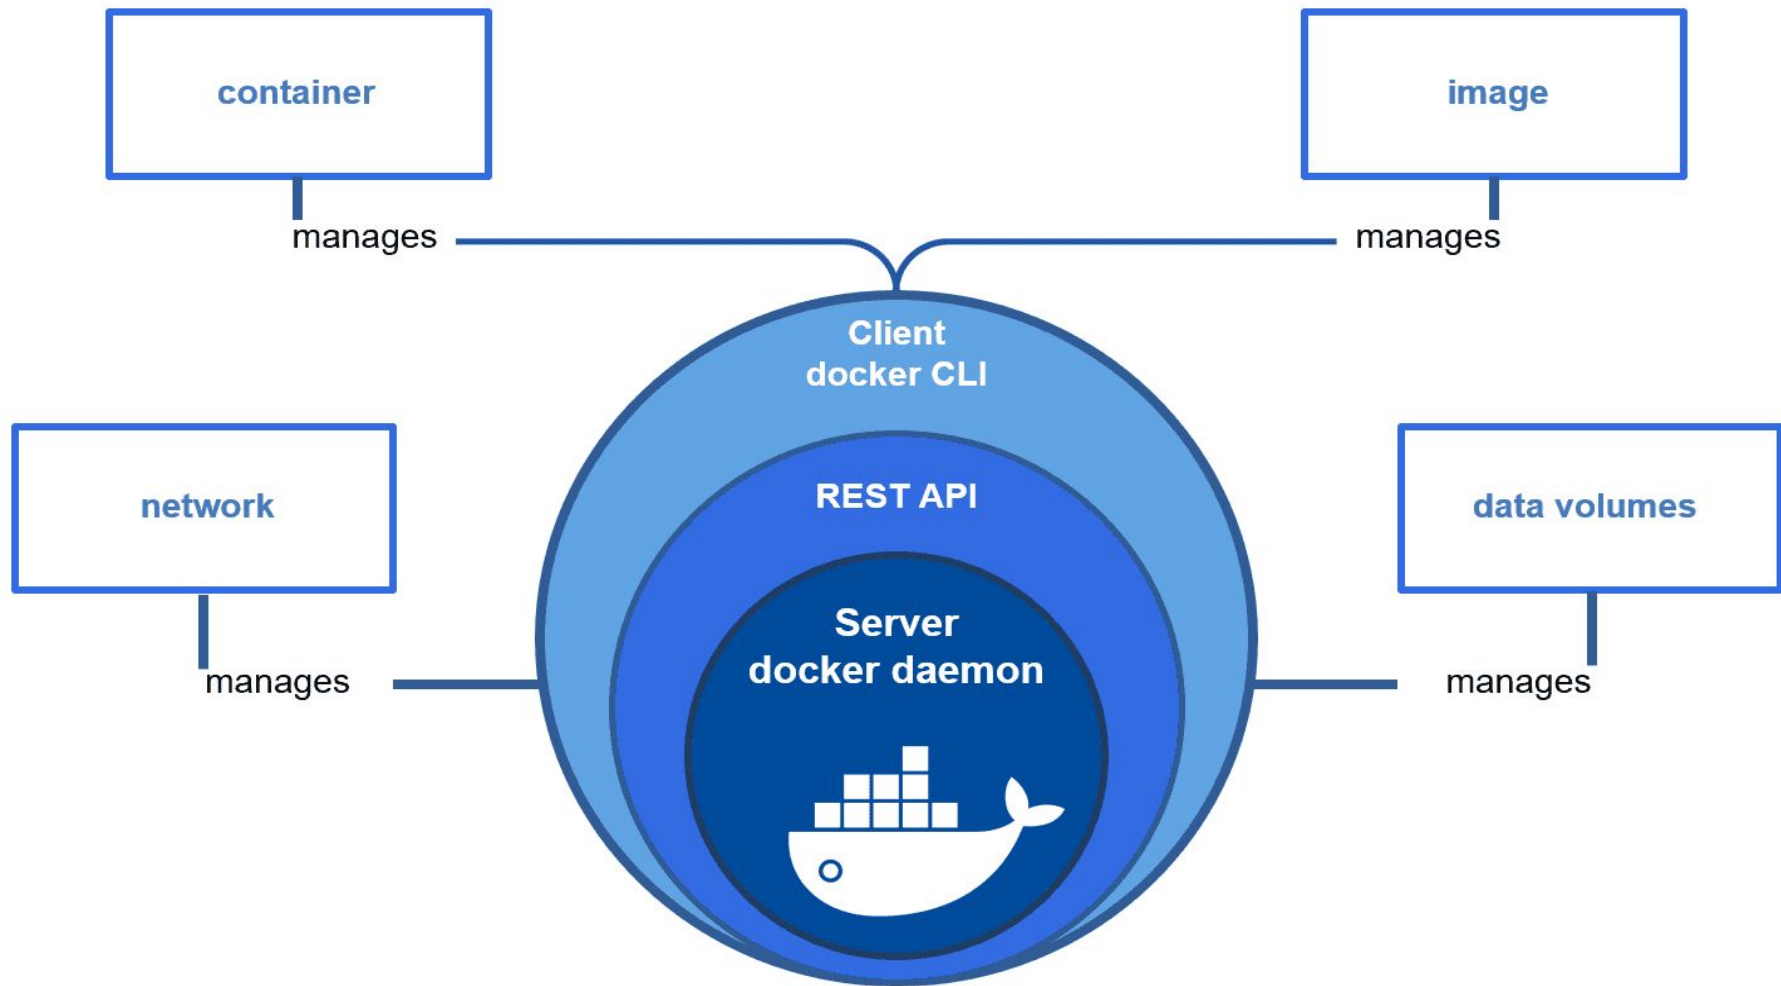 container
image
manages
manages
Client
docker CLI
network
REST API
data volumes
Server
docker daemon
manages
manages